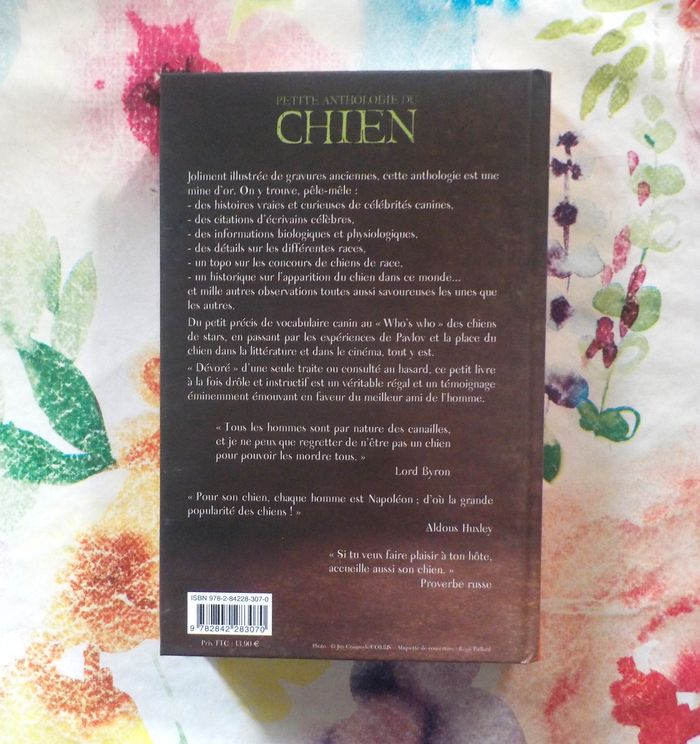 PETITE ANTHOLOGIE DU
CHIEN
Joliment illustrée de gravures anciennes, cette anthologie est une
mine d'or. On y trouve, pêle-mêle :
- des histoires vraies et curieuses de célébrités canines,
- des citations d'écrivains célèbres,
- des informations biologiques et physiologiques,
- des détails sur les différentes races,
- un topo sur les concours de chiens de race,
- un historique sur l'apparition du chien dans ce monde...
et mille autres observations toutes aussi savoureuses les unes que
les autres.
Du petit précis de vocabulaire canin au « Who's who » des chiens
de stars, en passant par les expériences de Pavlov et la place du
chien dans la littérature et dans le cinéma, tout y est.
« Dévoré » d'une seule traite ou consulté au hasard, ce petit livre
à la fois drôle et instructif est un véritable régal et un témoignage
éminemment émouvant en faveur du meilleur ami de l'homme.
« Tous les hommes sont par nature des canailles,
et je ne peux que regretter de n'être pas un chien
pour pouvoir les mordre tous. »
Lord Byron
« Pour son chien, chaque homme est Napoléon ; d'où la grande
popularité des chiens ! »
Aldous Huxley
« Si tu veux faire plaisir à ton hôte,
accueille aussi son chien. »
Proverbe russe
ISBN 978-2-84228-307-0
9 782842 283070
Prix TTC : 13,90 €
Photo : © Jim /CORBIS - Maquette de couverture : Paillard